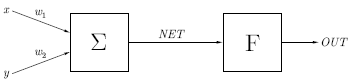 x w₁
Σ NET F OUT
w₂
y